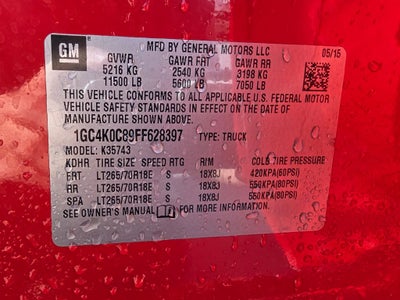 GM
MFD BY GENERAL MOTORS LLC
05/15
GVWR GAWR FRT GAWR RR
5216 KG 2540 KG 3198 KG
11500 LB 5600 LB 7050 LB
THIS VEHICLE CONFORMS TO ALL APPLICABLE U.S. FEDERAL MOTOR
VEHICLE SAFETY STANDARDS IN EFFECT ON THE DATE OF
MANUFACTURE SHOWN ABOVE.
1GC4K0C89FF628397 TYPE: TRUCK
MODEL: K35743
KDHR TIRE SIZE SPEED RTG RIM COLD TIRE PRESSURE
FRT LT265/70R18E S 18X8J 420KPA(60PSI)
RR LT265/70R18E S 18X8J 550KPA(80PSI)
SPA LT265/70R18E S 18X8J 550KPA(80PSI)
SEE OWNER'S MANUAL FOR MORE INFORMATION.